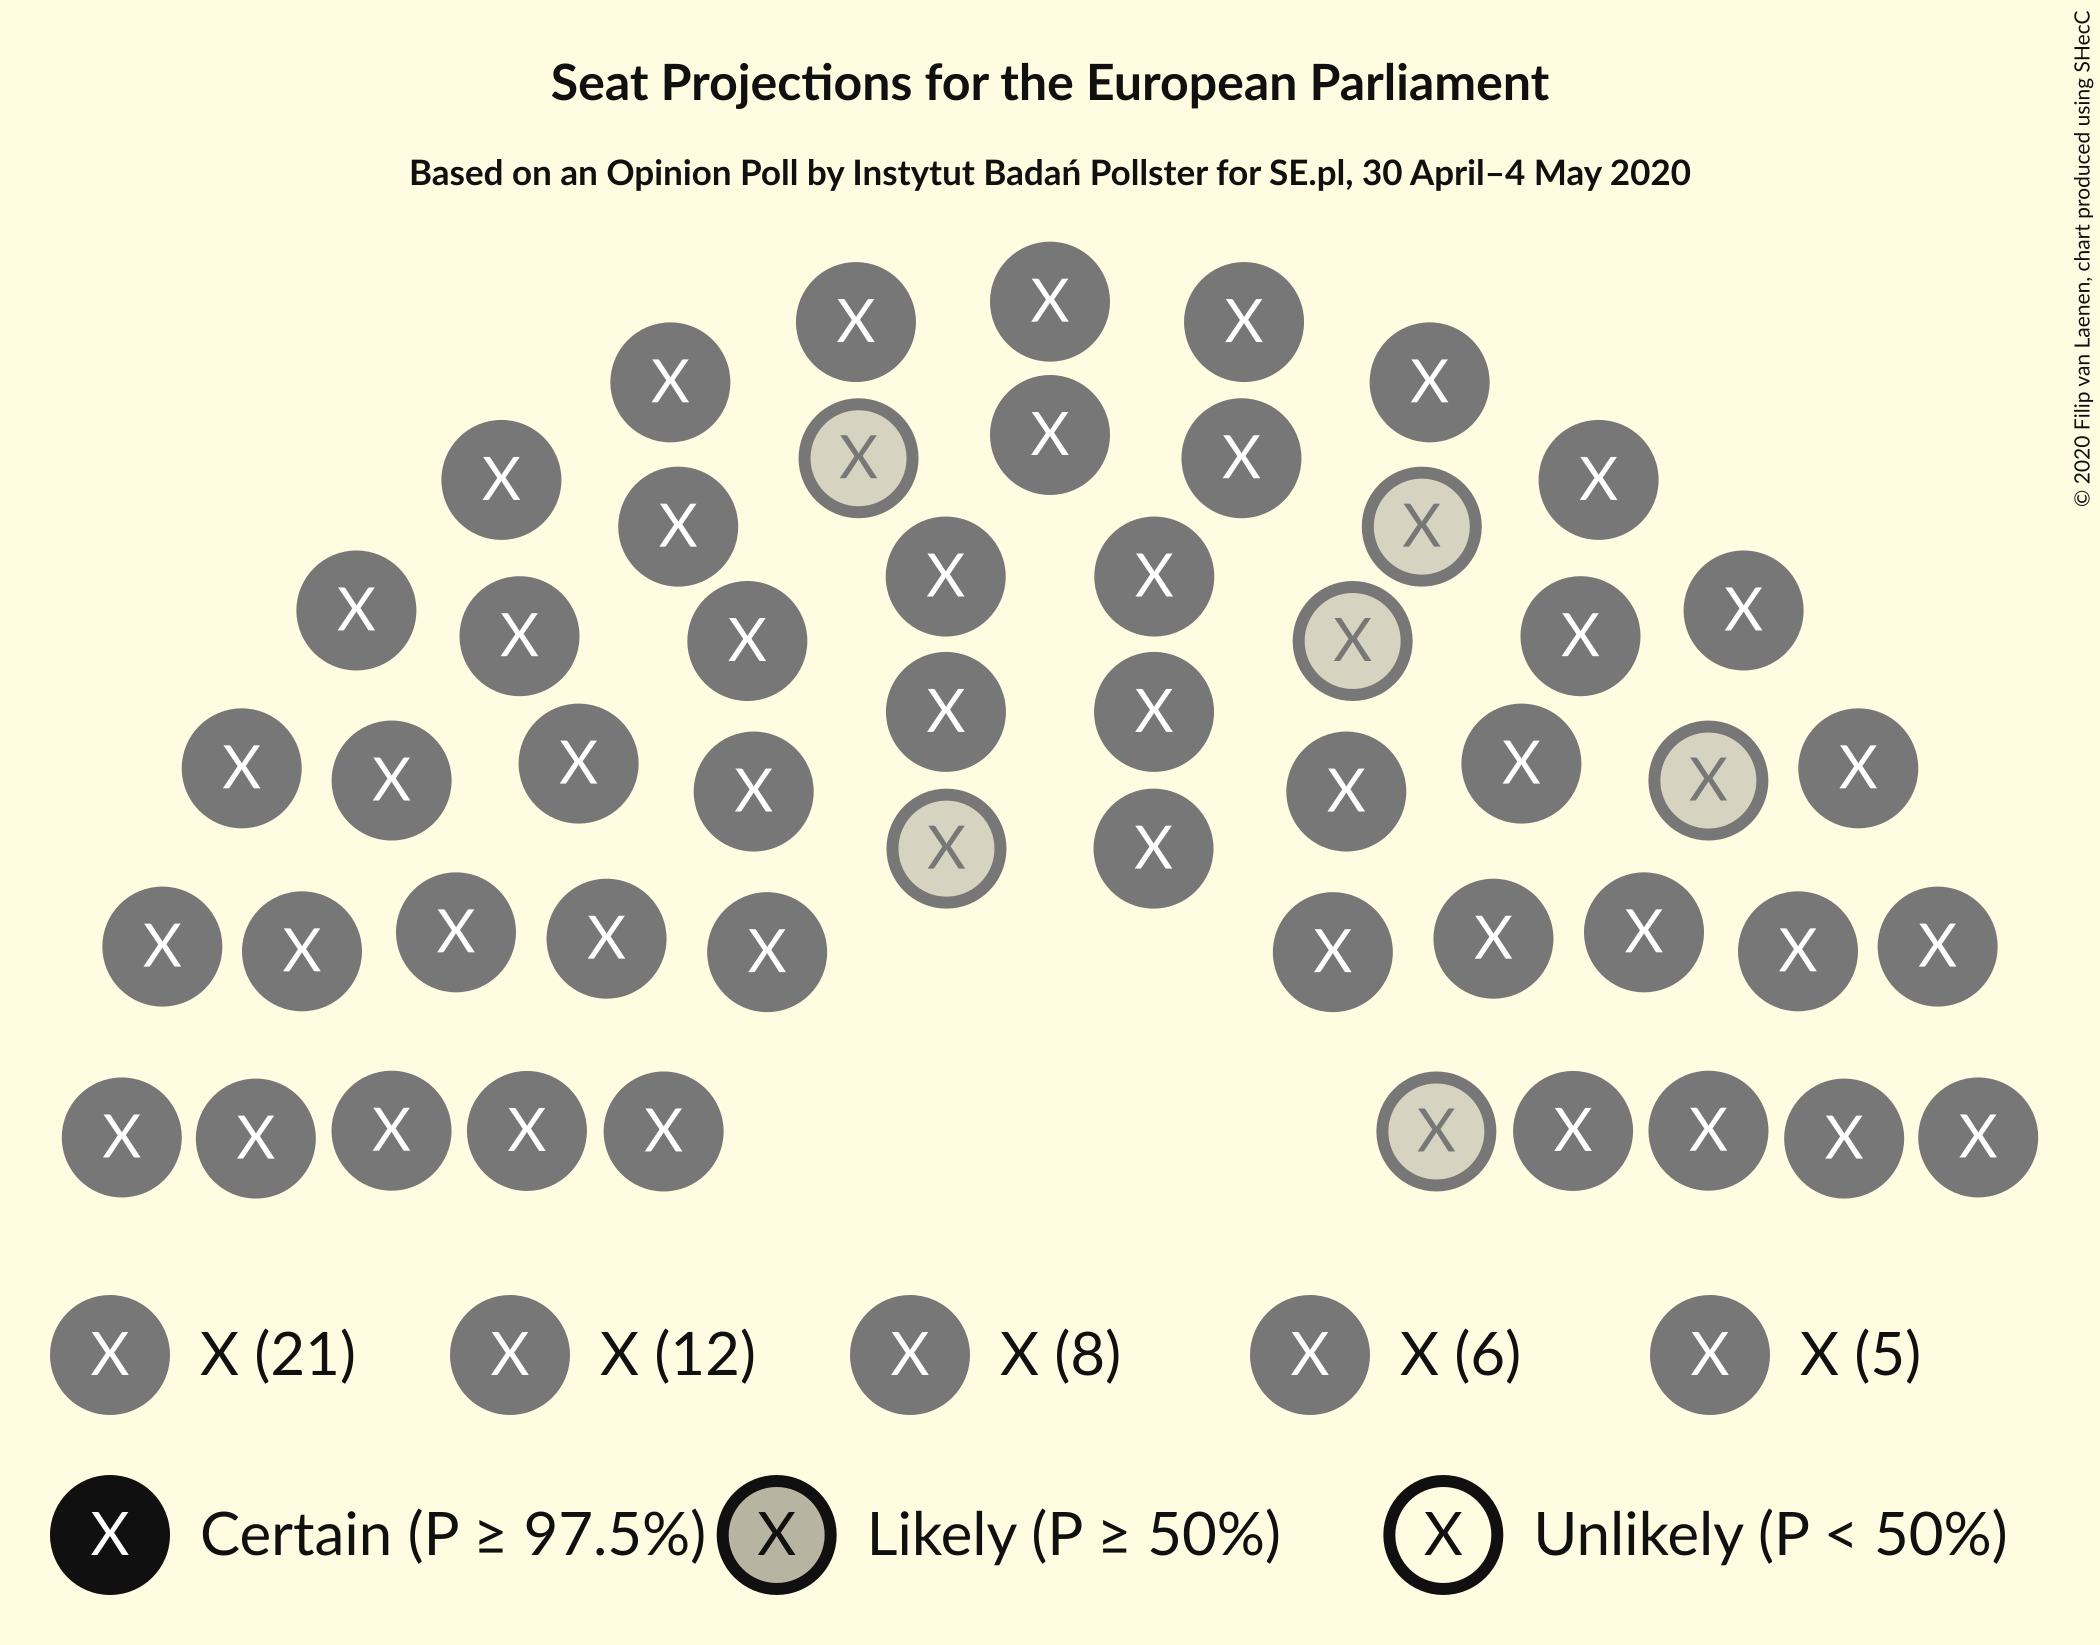 Seat Projections for the European Parliament
Based on an Opinion Poll by Instytut Badań Pollster for SE.pl, 30 April–4 May 2020
© 2020 Filip van Laenen, chart produced using SHecC
X X X
X X
X X X X X
X X
X X
X X X X X X
X X
X X X X X X X X
X X
X X X X X X X X X X
X X X X X X X X X X
X X (21) X X (12) X X (8) X X (6) X X (5)
X Certain (P ≥ 97.5%) X Likely (P ≥ 50%) X Unlikely (P < 50%)